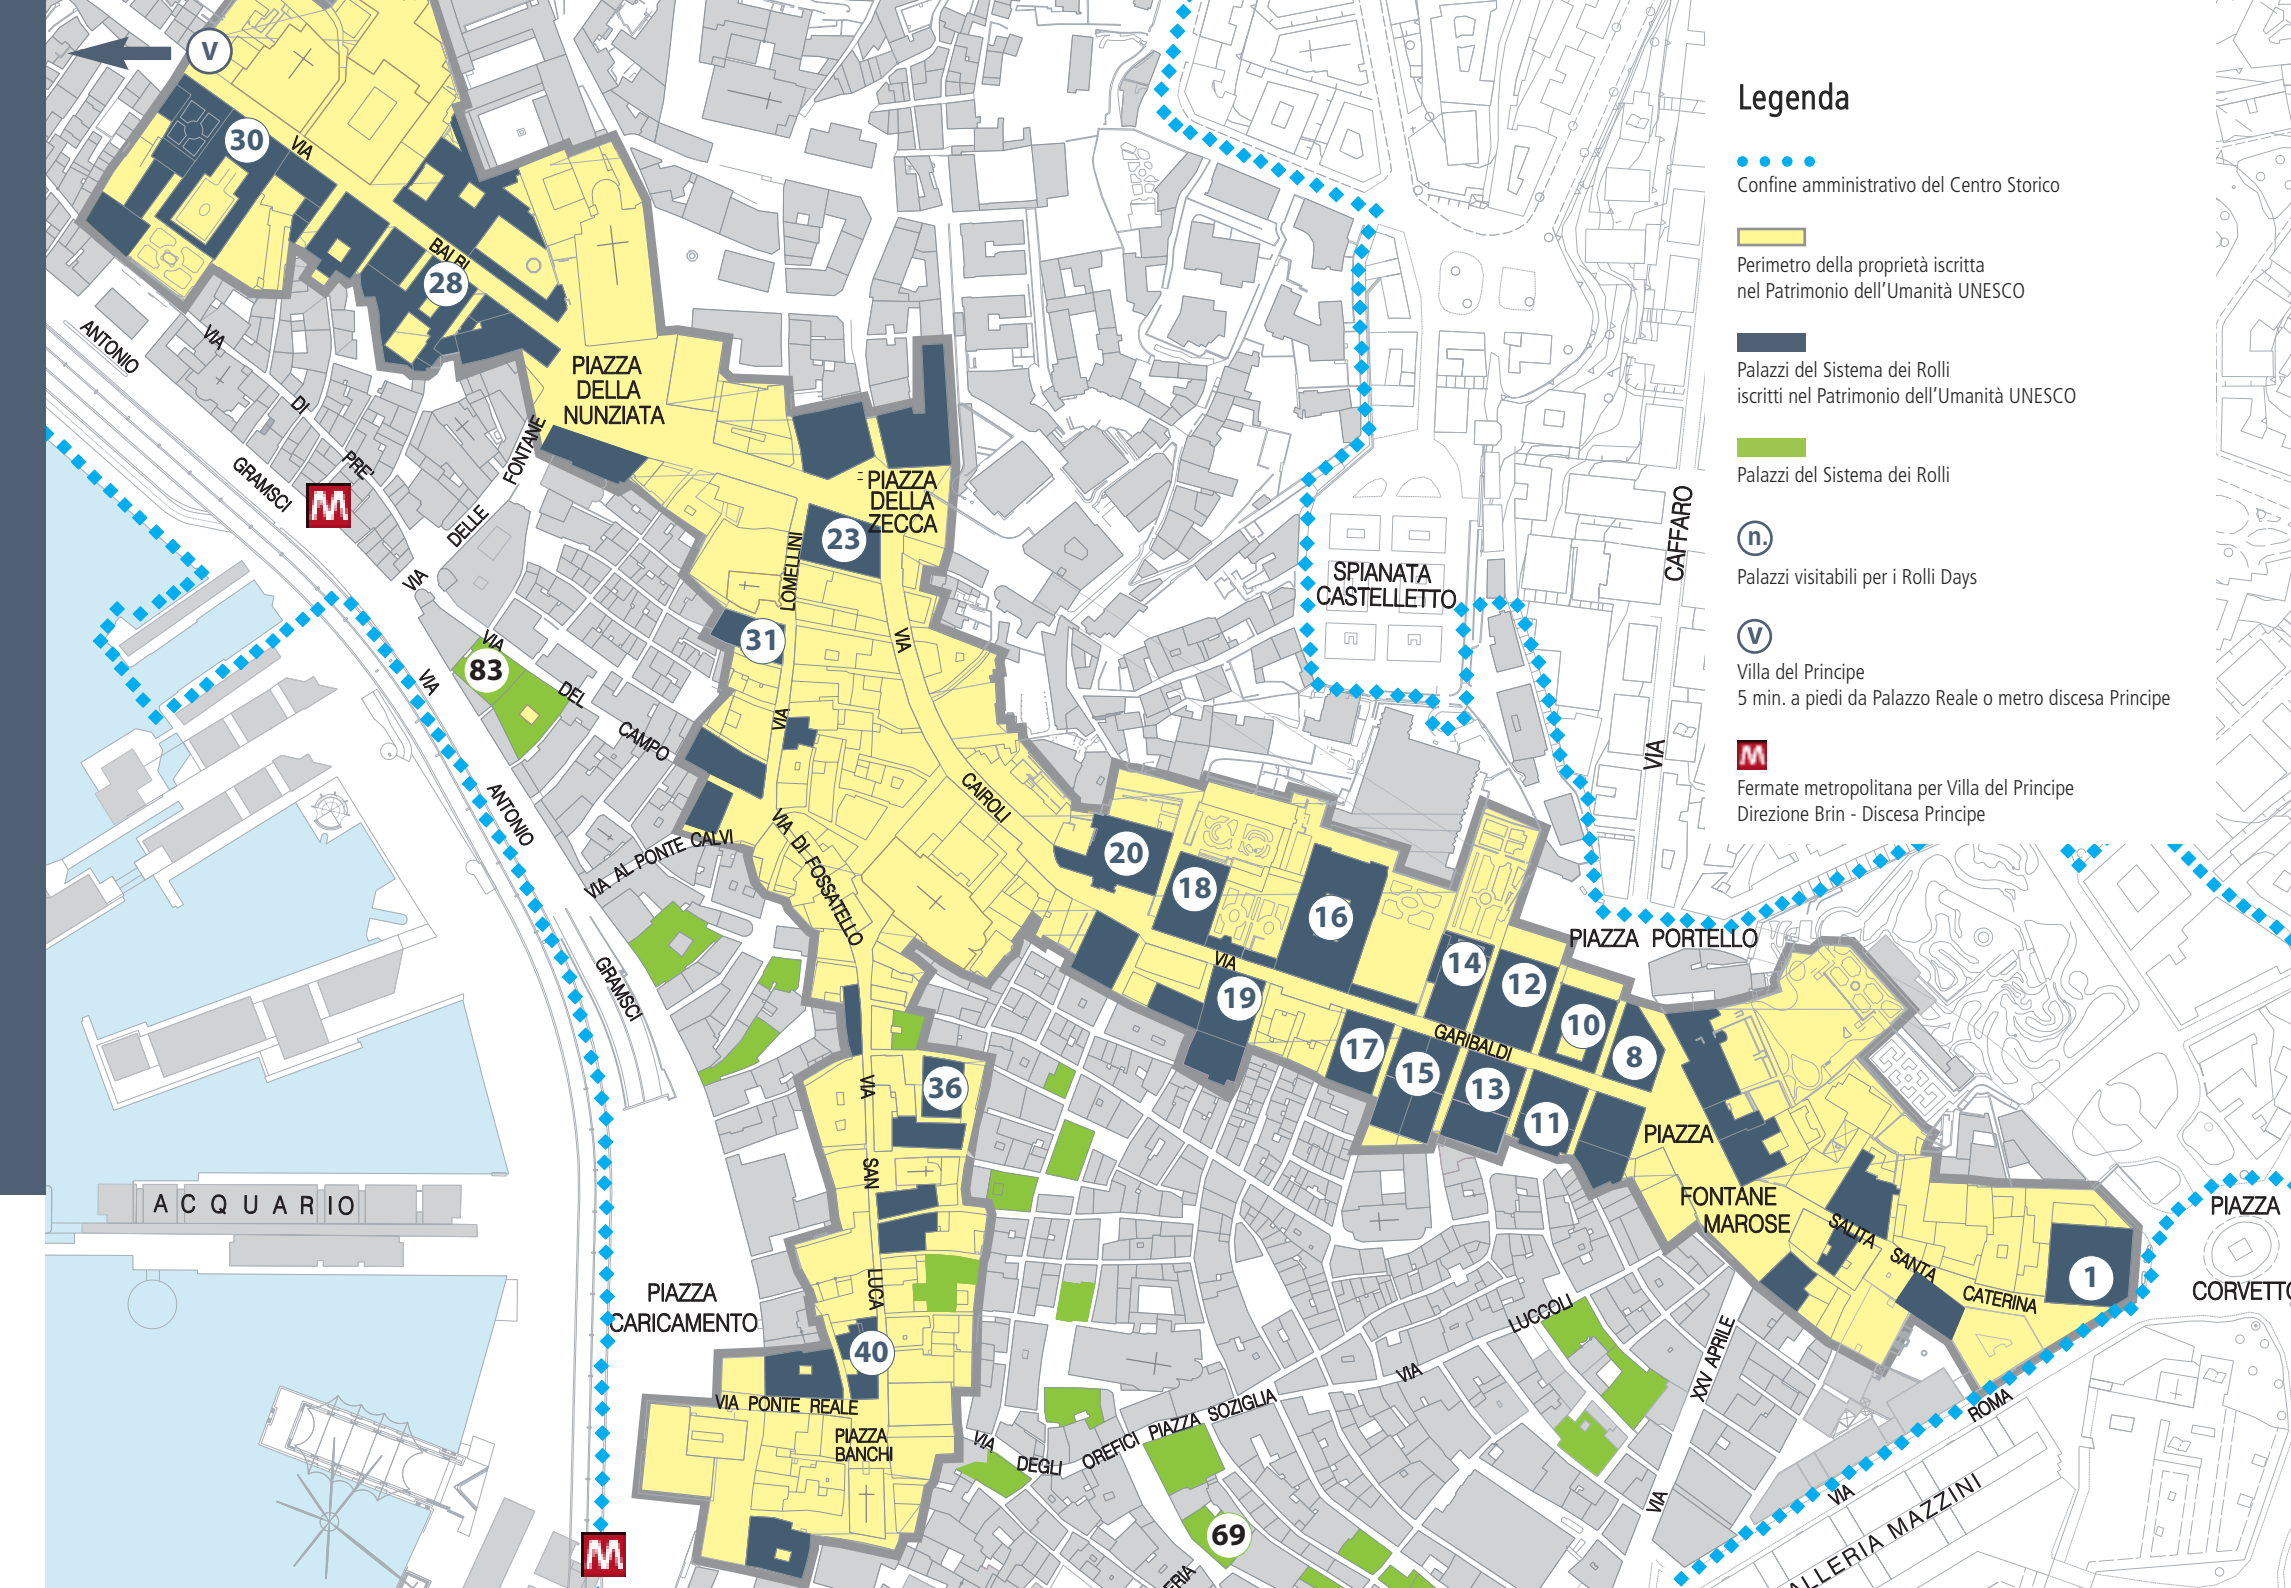 V
30
VIA
BALBI
28
ANTONIO
VIA
DI
PRE'
GRAMSCI
M
FONTANE
DELLE
VIA
PIAZZA
DELLA
NUNZIATA
PIAZZA
DELLA
ZECCA
23
LOMELLINI
31
VIA
VIA
83
VIA
DEL
CAMPO
VIA
ANTONIO
GRAMSCI
VIA AL PONTE CALVI
VIA DI FOSSATELLO
CAIROLI
SPIANATA
CASTELLETTO
CAFFARO
VIA
Legenda
Confine amministrativo del Centro Storico
Perimetro della proprietà iscritta
nel Patrimonio dell'Umanità UNESCO
Palazzi del Sistema dei Rolli
iscritti nel Patrimonio dell'Umanità UNESCO
Palazzi del Sistema dei Rolli
n.
Palazzi visitabili per i Rolli Days
V
Villa del Principe
5 min. a piedi da Palazzo Reale o metro discesa Principe
M
Fermate metropolitana per Villa del Principe
Direzione Brin - Discesa Principe
20
18
16
VIA
19
14
12
10
8
GARIBALDI
17
15
13
11
PIAZZA PORTELLO
PIAZZA
FONTANE
MAROSE
SALITA
SANTA
CATERINA
1
PIAZZA
CORVETTO
36
VIA
SAN
LUCA
40
ACQUARIO
PIAZZA
CARICAMENTO
VIA PONTE REALE
PIAZZA
BANCHI
VIA
DEGLI
OREFICI
PIAZZA SOZIGLIA
VIA
LUCCOLI
XXV APRILE
VIA
ROMA
VIA
69
M